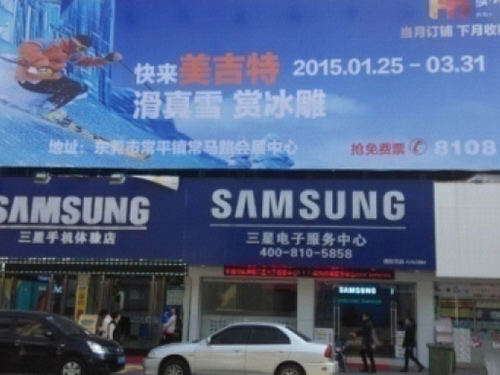 当月订铺 下月收
快来美吉特 2015.01.25-03.31
滑真雪 赏冰雕
地址：东莞市常平镇常马路会展中心
抢免费票 8108
SAMSUNG
三星手机体验店
SAMSUNG
三星电子服务中心
400-810-5858
SAMSUNG